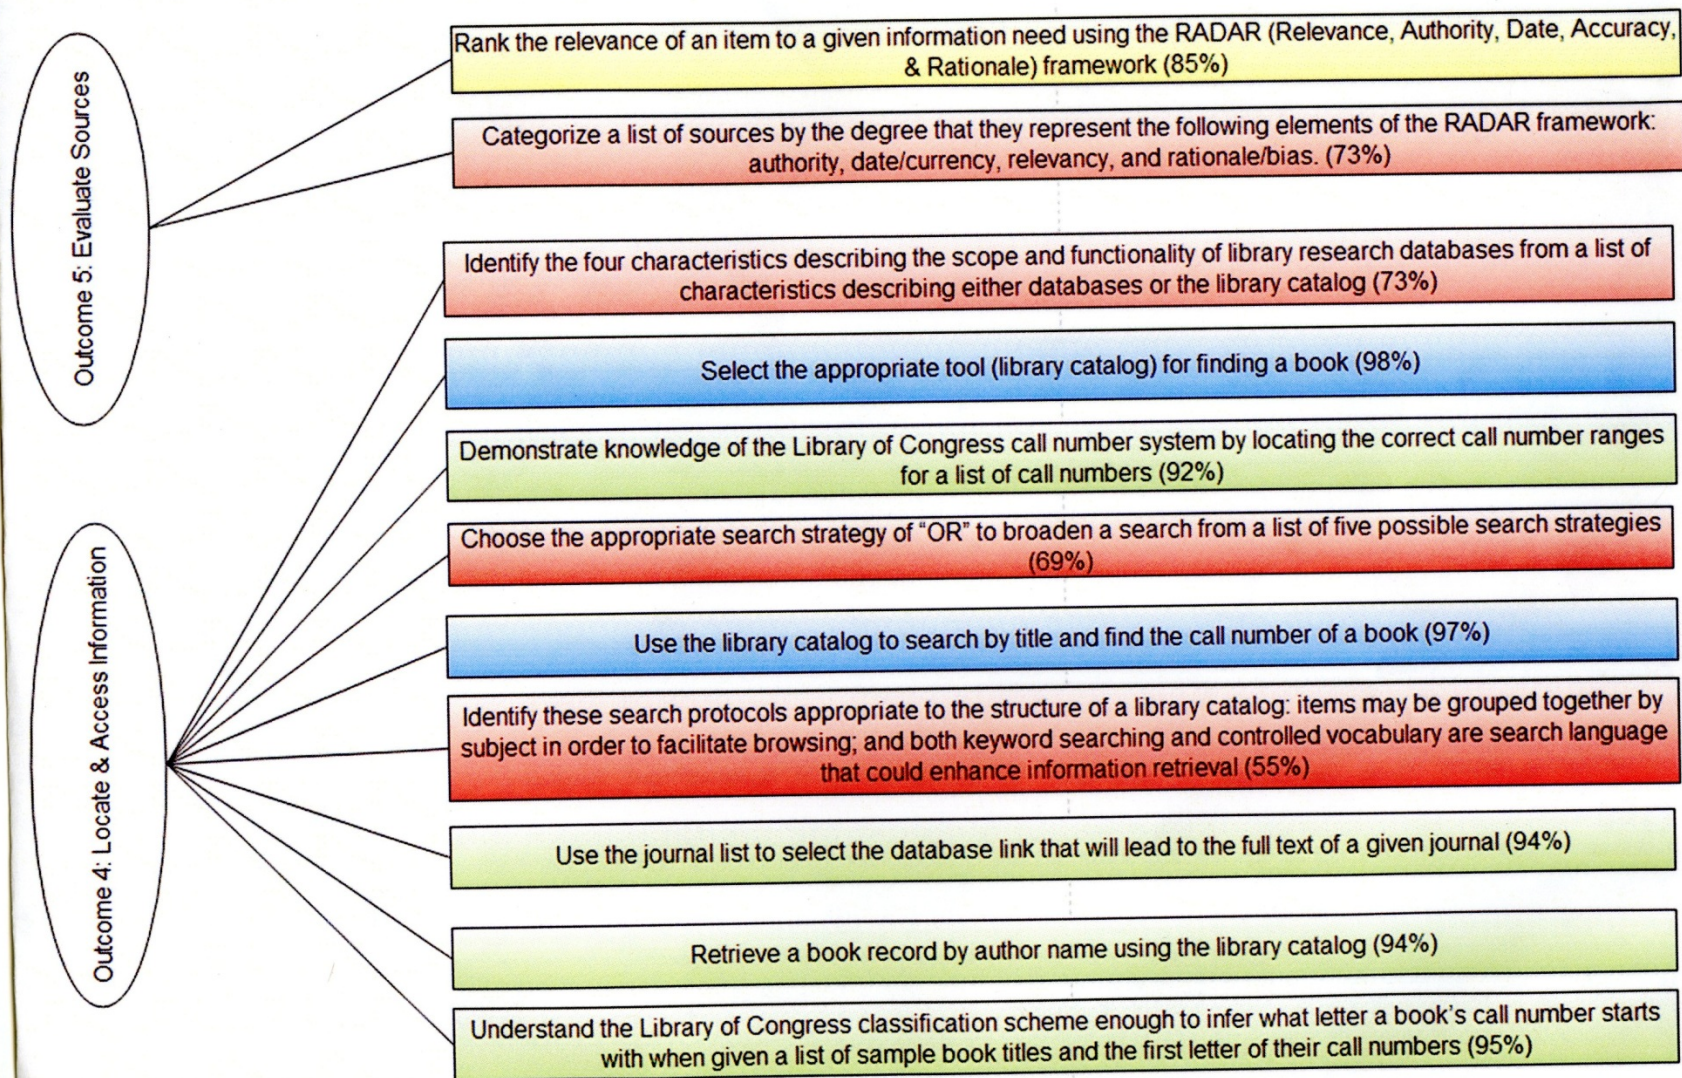 Outcome 5: Evaluate Sources
Rank the relevance of an item to a given information need using the RADAR (Relevance, Authority, Date, Accuracy,
& Rationale) framework (85%)
Categorize a list of sources by the degree that they represent the following elements of the RADAR framework:
authority, date/currency, relevancy, and rationale/bias. (73%)
Outcome 4: Locate & Access Information
Identify the four characteristics describing the scope and functionality of library research databases from a list of
characteristics describing either databases or the library catalog (73%)
Select the appropriate tool (library catalog) for finding a book (98%)
Demonstrate knowledge of the Library of Congress call number system by locating the correct call number ranges
for a list of call numbers (92%)
Choose the appropriate search strategy of “OR” to broaden a search from a list of five possible search strategies
(69%)
Use the library catalog to search by title and find the call number of a book (97%)
Identify these search protocols appropriate to the structure of a library catalog: items may be grouped together by
subject in order to facilitate browsing; and both keyword searching and controlled vocabulary are search language
that could enhance information retrieval (55%)
Use the journal list to select the database link that will lead to the full text of a given journal (94%)
Retrieve a book record by author name using the library catalog (94%)
Understand the Library of Congress classification scheme enough to infer what letter a book's call number starts
with when given a list of sample book titles and the first letter of their call numbers (95%)